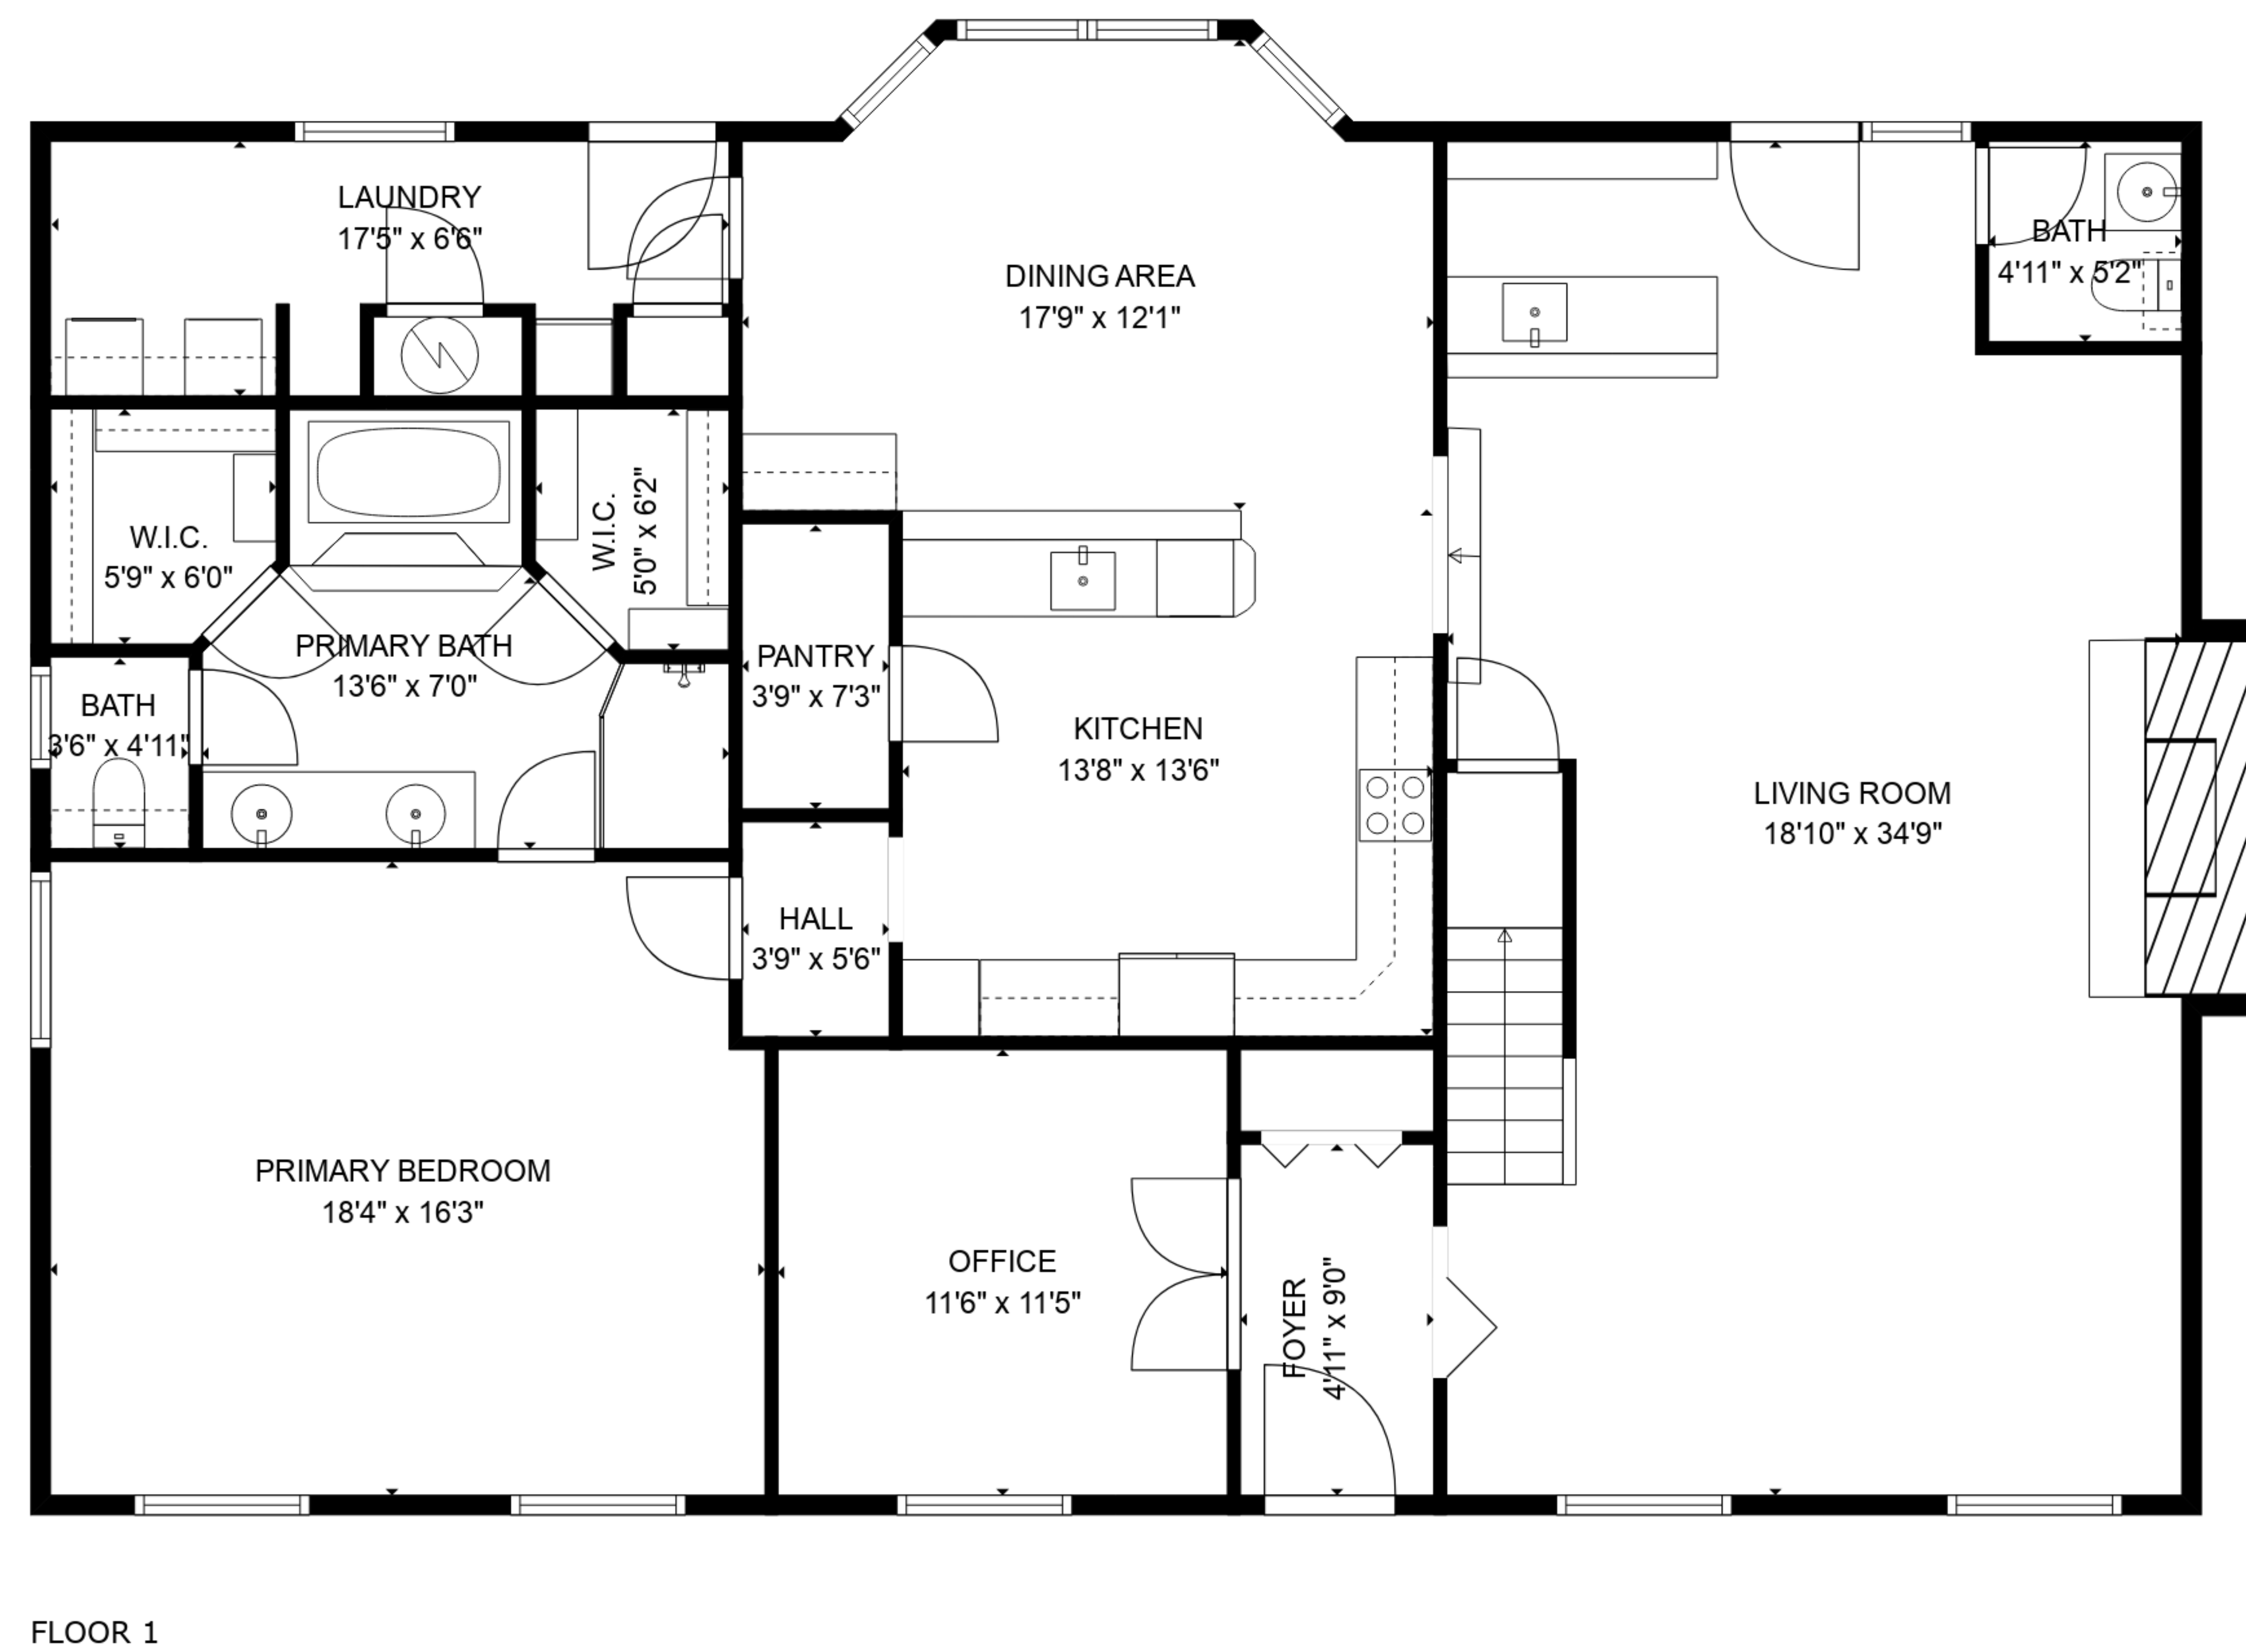 LAUNDRY
17'5" x 6'6"
DINING AREA
17'9" x 12'1"
BATH
4'11" x 5'2"
W.I.C.
5'9" x 6'0"
W.I.C.
5'0" x 6'2"
PRIMARY BATH
13'6" x 7'0"
BATH
3'6" x 4'11"
PANTRY
3'9" x 7'3"
KITCHEN
13'8" x 13'6"
LIVING ROOM
18'10" x 34'9"
HALL
3'9" x 5'6"
PRIMARY BEDROOM
18'4" x 16'3"
OFFICE
11'6" x 11'5"
FOYER
4'11" x 9'0"
FLOOR 1